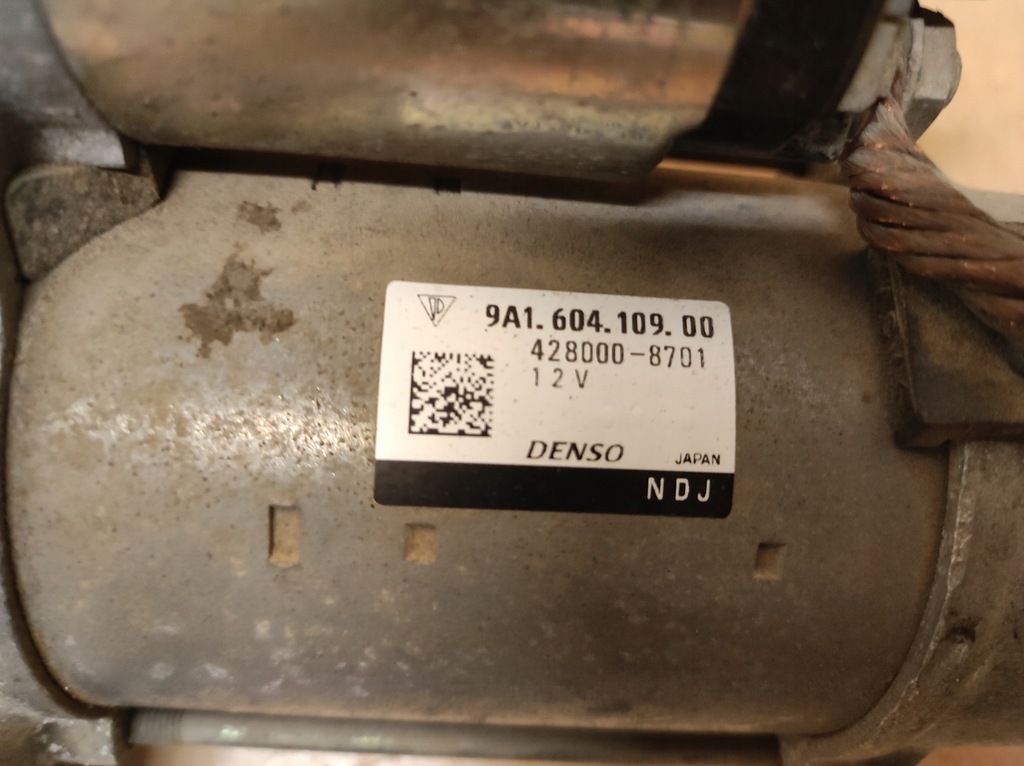 9A1.604.109.00
428000-8701
12V
DENSO JAPAN
NDJ